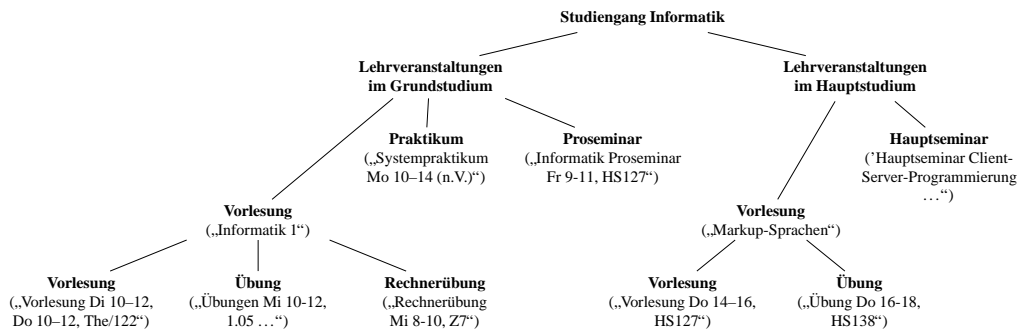 Studiengang Informatik
Lehrveranstaltungen
im Grundstudium
Lehrveranstaltungen
im Hauptstudium
Praktikum
(„Systempraktikum
Mo 10–14 (n.V.)“)
Proseminar
(„Informatik Proseminar
Fr 9-11, HS127“)
Hauptseminar
('Hauptseminar Client-
Server-Programmierung
…“)
Vorlesung
(„Informatik 1“)
Vorlesung
(„Markup-Sprachen“)
Vorlesung
(„Vorlesung Di 10–12,
Do 10–12, The/122“)
Übung
(„Übungen Mi 10-12,
1.05 …“)
Rechnerübung
(„Rechnerübung
Mi 8-10, Z7“)
Vorlesung
(„Vorlesung Do 14–16,
HS127“)
Übung
(„Übung Do 16-18,
HS138“)